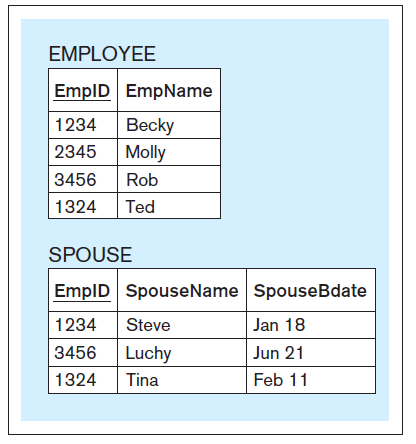 EMPLOYEE
EmpID EmpName
1234 Becky
2345 Molly
3456 Rob
1324 Ted
SPOUSE
EmpID SpouseName SpouseBdate
1234 Steve Jan 18
3456 Luchy Jun 21
1324 Tina Feb 11